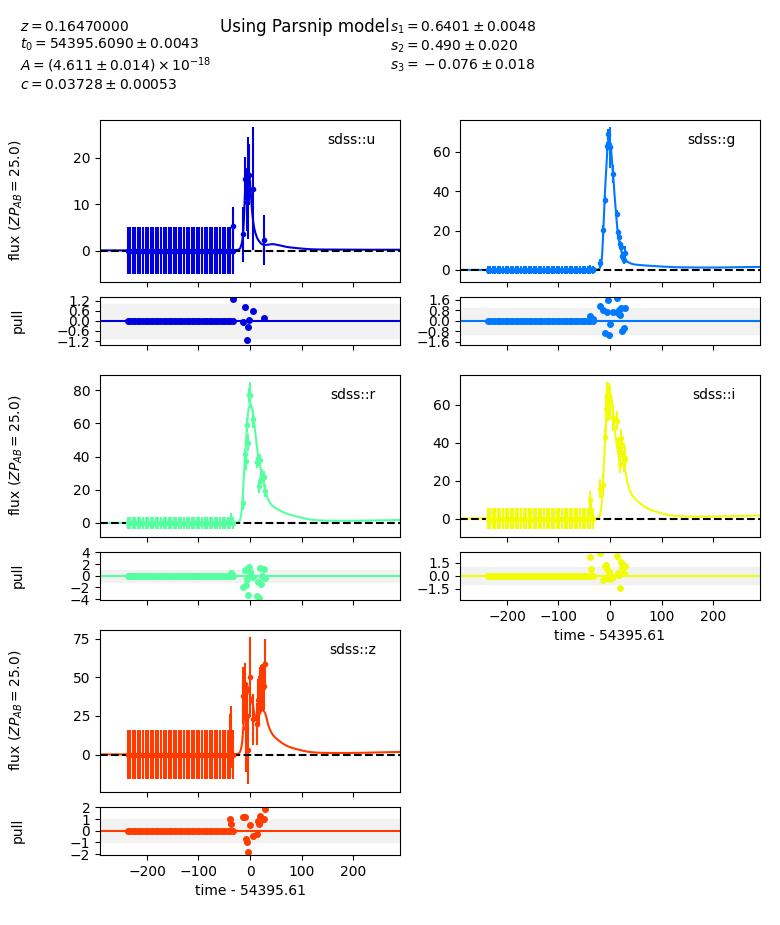 Using Parsnip model
z = 0.16470000
t₀ = 54395.6090 ± 0.0043
A = (4.611 ± 0.014) × 10⁻¹⁸
c = 0.03728 ± 0.00053
s₁ = 0.6401 ± 0.0048
s₂ = 0.490 ± 0.020
s₃ = −0.076 ± 0.018
sdss::u
flux (ZP_AB = 25.0)
20
10
0
pull
1.2
0.6
0.0
−0.6
−1.2
sdss::g
60
40
20
0
1.6
0.8
0.0
−0.8
−1.6
sdss::r
flux (ZP_AB = 25.0)
80
60
40
20
0
pull
4
2
0
−2
−4
sdss::i
60
40
20
0
1.5
0.0
−1.5
−200 −100 0 100 200
time - 54395.61
sdss::z
flux (ZP_AB = 25.0)
75
50
25
0
pull
2
1
0
−1
−2
−200 −100 0 100 200
time - 54395.61